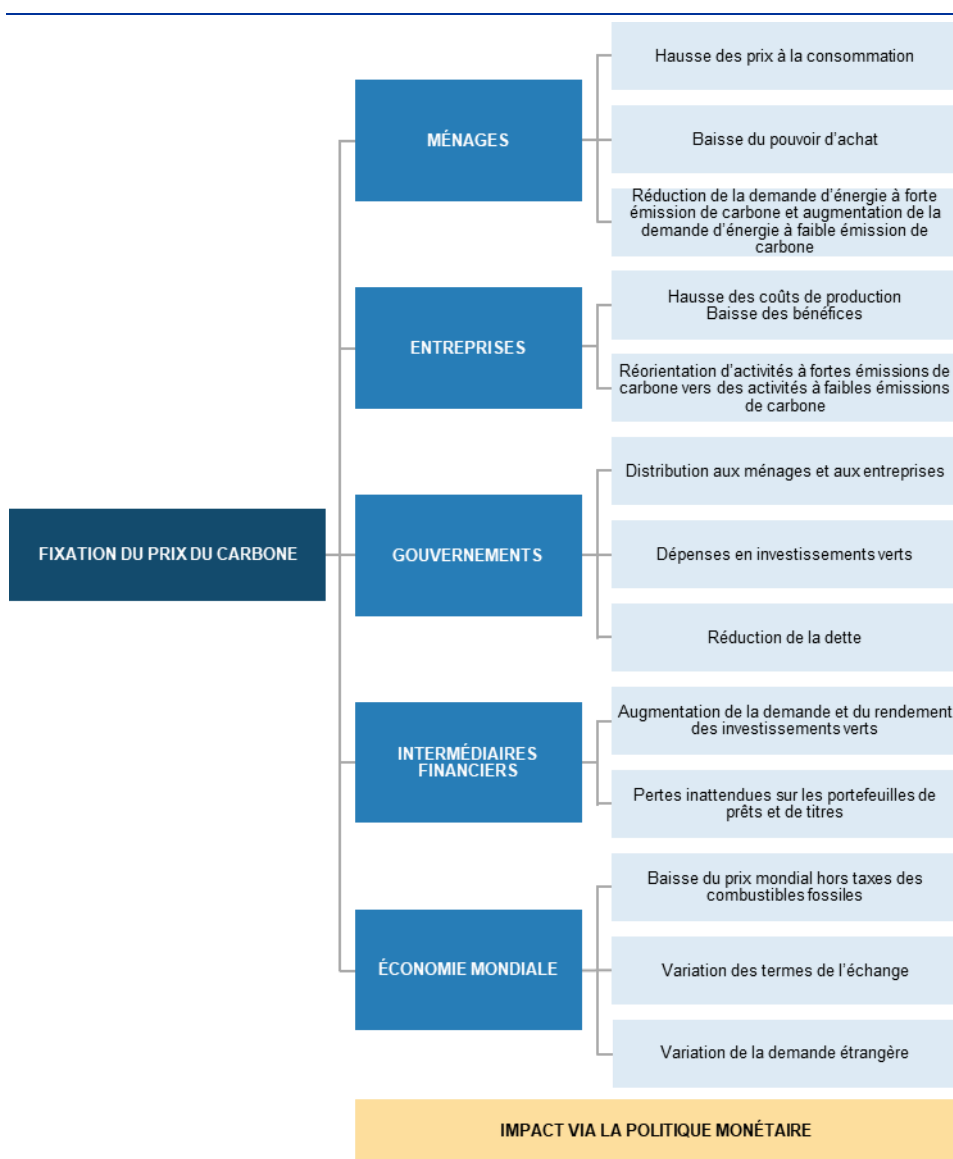 FIXATION DU PRIX DU CARBONE
MÉNAGES
Hausse des prix à la consommation
Baisse du pouvoir d'achat
Réduction de la demande d'énergie à forte
émission de carbone et augmentation de la
demande d'énergie à faible émission de
carbone
ENTREPRISES
Hausse des coûts de production
Baisse des bénéfices
Réorientation d'activités à fortes émissions de
carbone vers des activités à faibles émissions
de carbone
GOUVERNEMENTS
Distribution aux ménages et aux entreprises
Dépenses en investissements verts
Réduction de la dette
INTERMÉDIAIRES
FINANCIERS
Augmentation de la demande et du rendement
des investissements verts
Pertes inattendues sur les portefeuilles de
prêts et de titres
ÉCONOMIE MONDIALE
Baisse du prix mondial hors taxes des
combustibles fossiles
Variation des termes de l'échange
Variation de la demande étrangère
IMPACT VIA LA POLITIQUE MONÉTAIRE